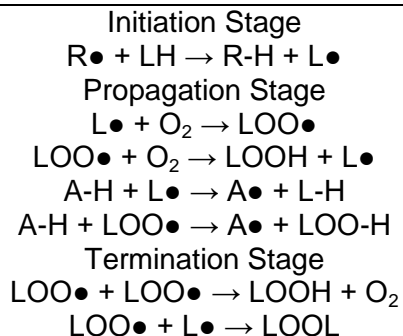 Initiation Stage
R● + LH → R-H + L●
Propagation Stage
L● + O₂ → LOO●
LOO● + O₂ → LOOH + L●
A-H + L● → A● + L-H
A-H + LOO● → A● + LOO-H
Termination Stage
LOO● + LOO● → LOOH + O₂
LOO● + L● → LOOL